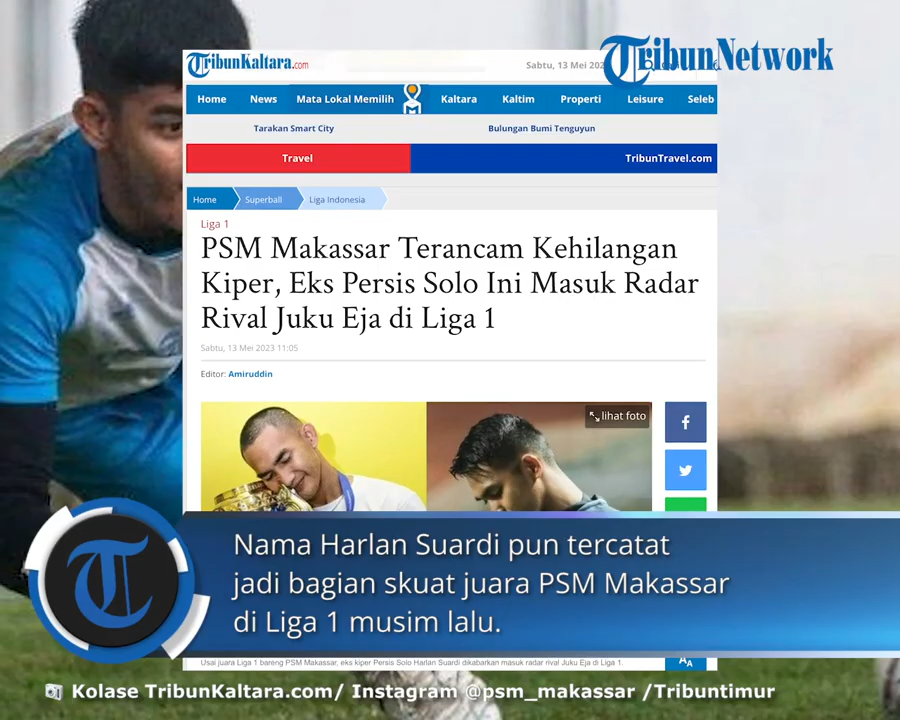 TribunKaltara.com
Sabtu, 13 Mei 202
TribunNetwork
Home News Mata Lokal Memilih Kaltara Kaltim Properti Leisure Seleb
Tarakan Smart City Bulungan Bumi Tenguyun
Travel TribunTravel.com
Home Superball Liga Indonesia
Liga 1
PSM Makassar Terancam Kehilangan
Kiper, Eks Persis Solo Ini Masuk Radar
Rival Juku Eja di Liga 1
Sabtu, 13 Mei 2023 11:05
Editor: Amiruddin
lihat foto
Nama Harlan Suardi pun tercatat
jadi bagian skuat juara PSM Makassar
di Liga 1 musim lalu.
Usai juara Liga 1 bareng PSM Makassar, eks kiper Persis Solo Harlan Suardi dikabarkan masuk radar rival Juku Eja di Liga 1.
AA
Kolase TribunKaltara.com/ Instagram @psm_makassar /Tribuntimur